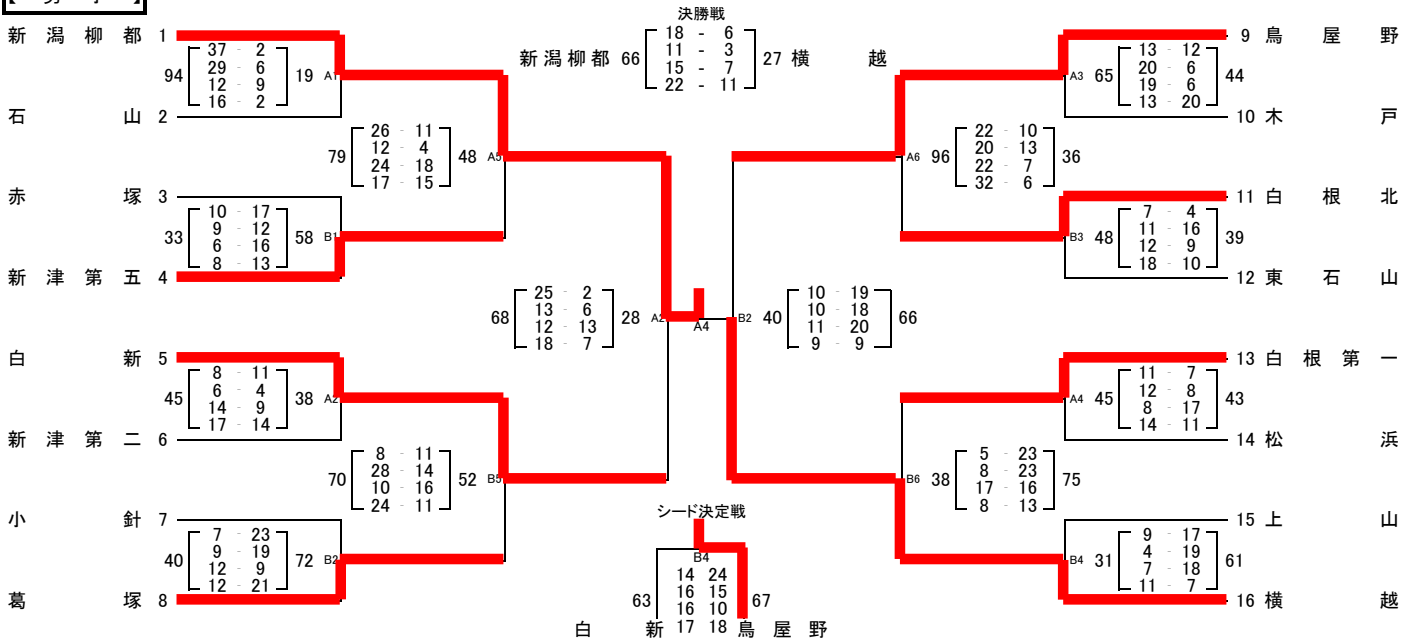 決勝戦
新潟柳都 66 27 横越
18 - 6
11 - 3
15 - 7
22 - 11
新潟柳都 1
94 19 A1
37 - 2
29 - 6
12 - 9
16 - 2
石山 2
79 48 A5
26 - 11
12 - 4
24 - 18
17 - 15
赤塚 3
33 58 B1
10 - 17
9 - 12
6 - 16
8 - 13
新津第五 4
68 28 A2
25 - 2
13 - 6
12 - 13
18 - 7
白新 5
45 38 A2
8 - 11
6 - 4
14 - 9
17 - 14
新津第二 6
70 52 B5
8 - 11
28 - 14
10 - 16
24 - 11
小針 7
40 72 B2
7 - 23
9 - 19
12 - 9
12 - 21
葛塚 8
A4
9 鳥屋野
A3 65 44
13 - 12
20 - 6
19 - 6
13 - 20
10 木戸
A6 96 36
22 - 10
20 - 13
22 - 7
32 - 6
11 白根北
B3 48 39
7 - 4
11 - 16
12 - 9
18 - 10
12 東石山
B2 40 66
10 - 19
10 - 18
11 - 20
9 - 9
13 白根第一
A4 45 43
11 - 7
12 - 8
8 - 17
14 - 11
14 松浜
B6 38 75
5 - 23
8 - 23
17 - 16
8 - 13
15 上山
B4 31 61
9 - 17
4 - 19
7 - 18
11 - 7
16 横越
シード決定戦
B4
63 67
14 24
16 15
16 10
17 18
白新 鳥屋野